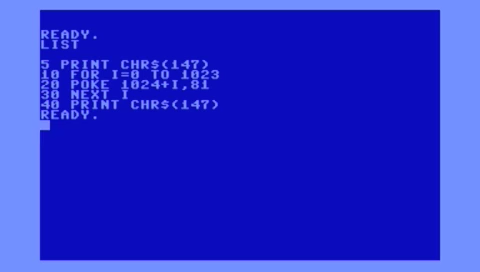 READY.
LIST
5 PRINT CHR$(147)
10 FOR I=0 TO 1023
20 POKE 1024+I,81
30 NEXT I
40 PRINT CHR$(147)
READY.